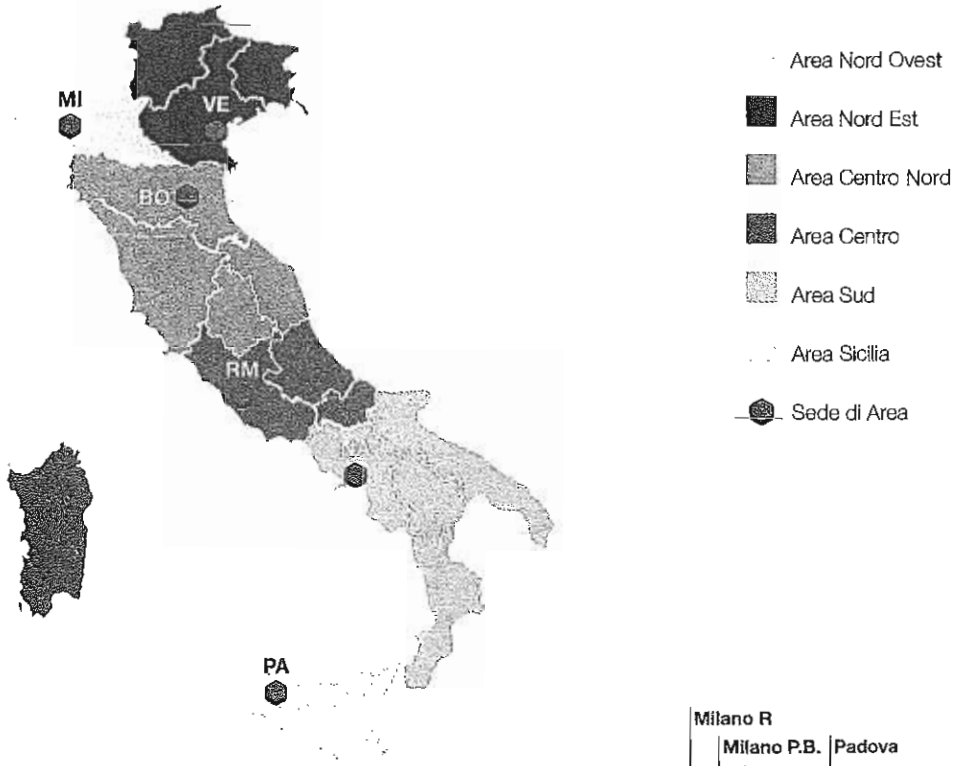 Area Nord Ovest
MI
VE
Area Nord Est
BO
Area Centro Nord
Area Centro
Area Sud
Area Sicilia
RM
Sede di Area
NA
PA
Milano R
Milano P.B.
Padova